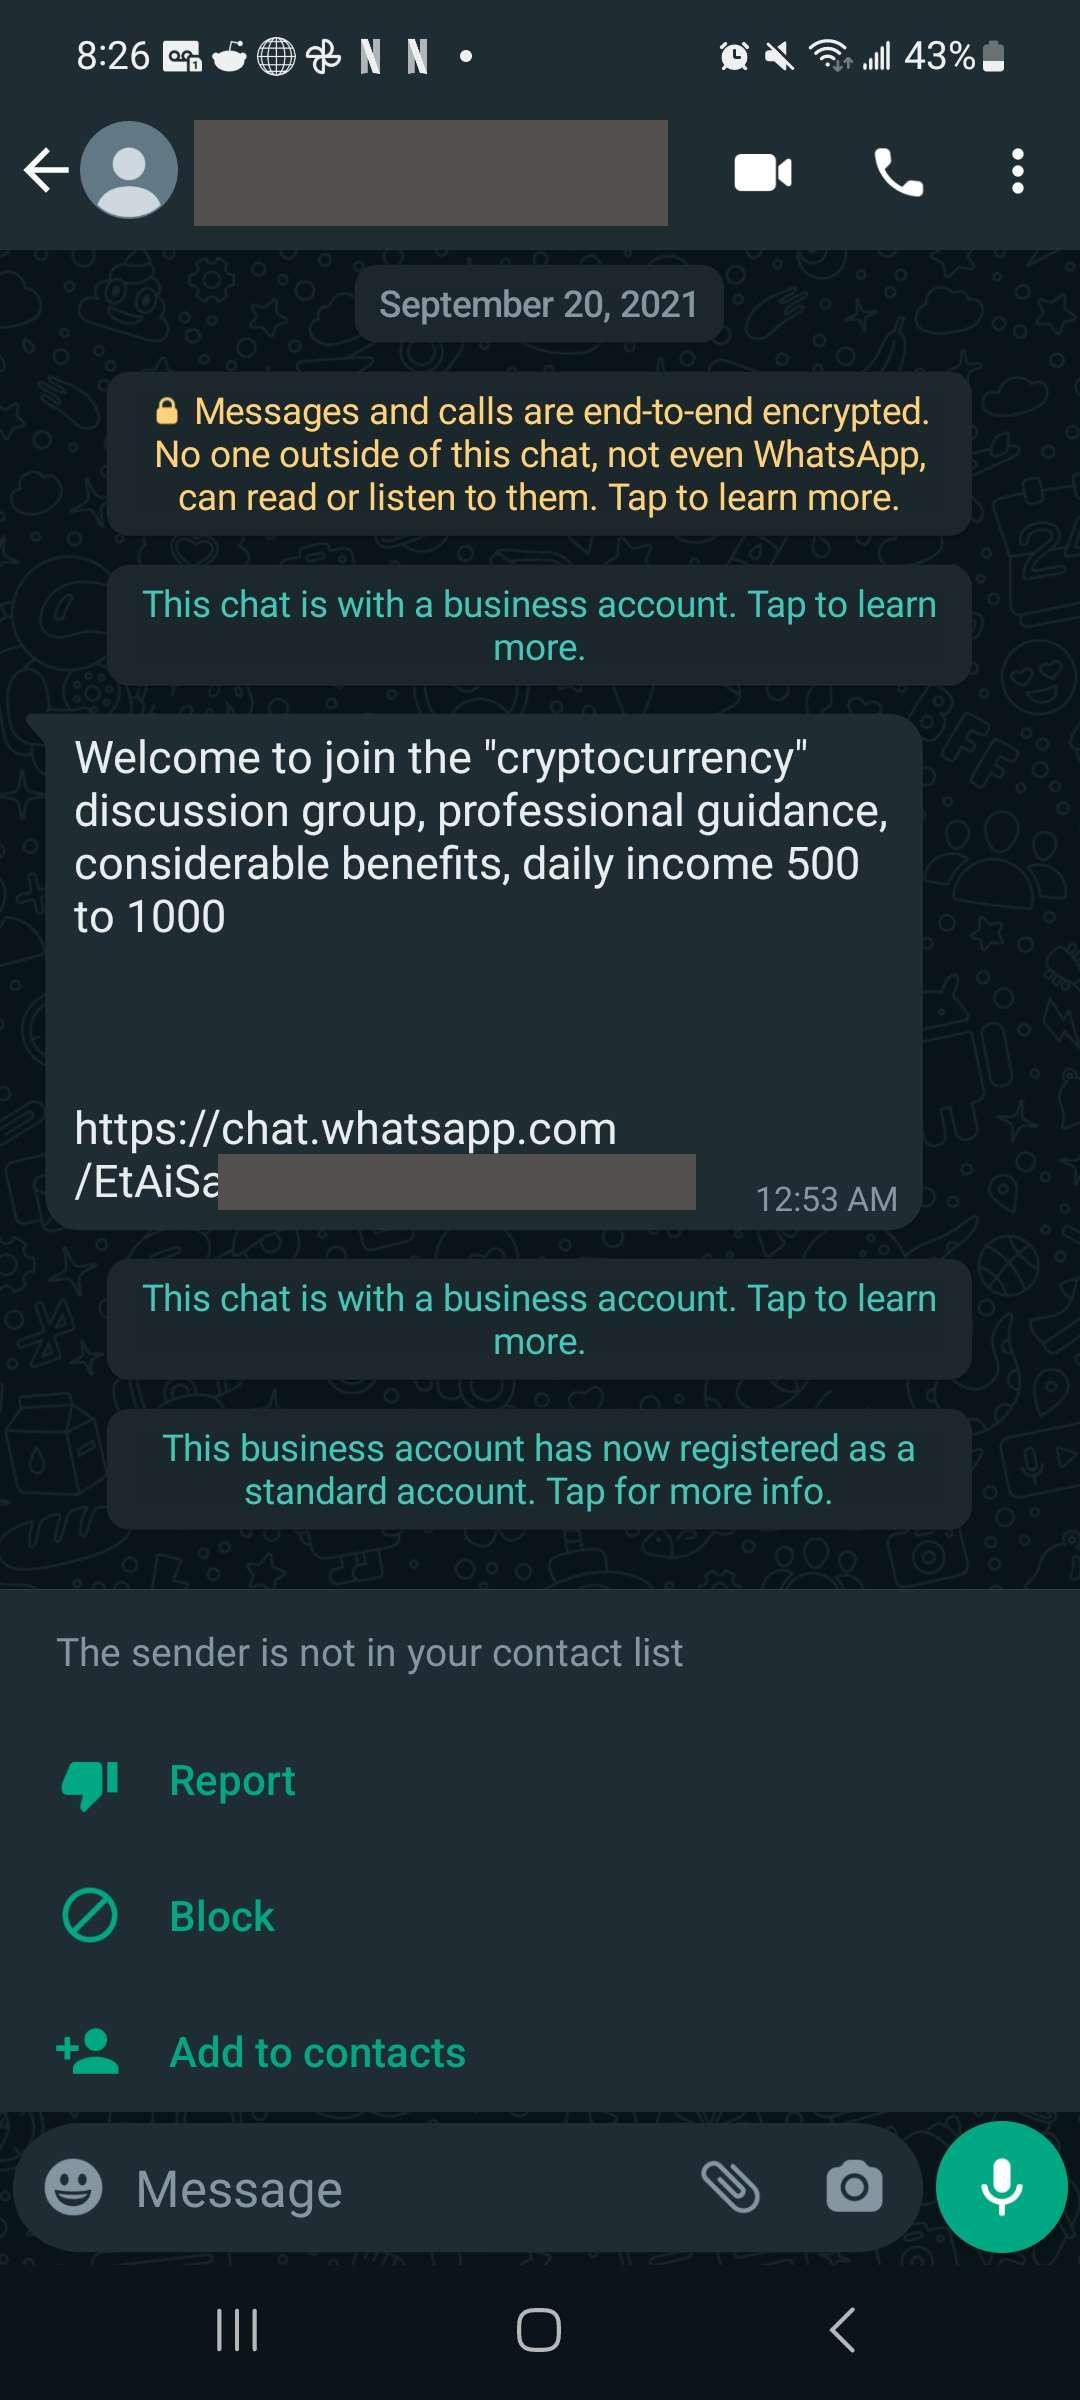 8:26
43%
September 20, 2021
Messages and calls are end-to-end encrypted.
No one outside of this chat, not even WhatsApp,
can read or listen to them. Tap to learn more.
This chat is with a business account. Tap to learn
more.
Welcome to join the "cryptocurrency"
discussion group, professional guidance,
considerable benefits, daily income 500
to 1000
https://chat.whatsapp.com
/EtAiSa
12:53 AM
This chat is with a business account. Tap to learn
more.
This business account has now registered as a
standard account. Tap for more info.
The sender is not in your contact list
Report
Block
Add to contacts
Message